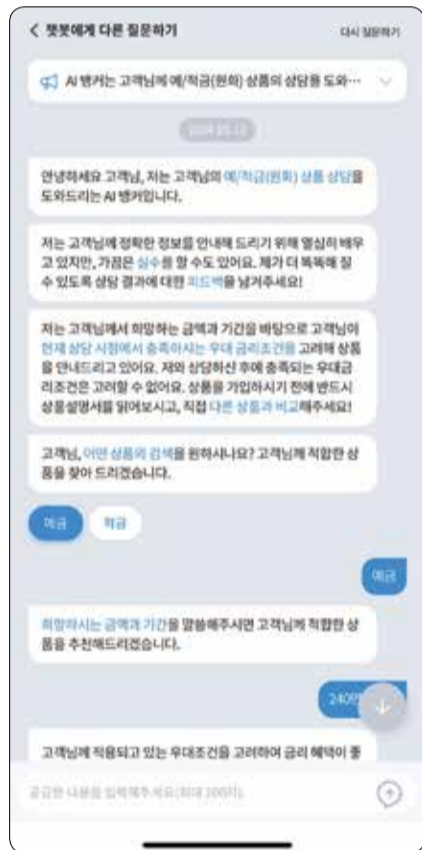 챗봇에게 다른 질문하기
다시 질문하기
AI 뱅커는 고객님께 예/적금(원화) 상품의 상담을 도와…
안녕하세요 고객님, 저는 고객님의 예/적금(원화) 상품 상담을
도와드리는 AI 뱅커입니다.
저는 고객님께 정확한 정보를 안내해 드리기 위해 열심히 배우
고 있지만, 가끔은 실수를 할 수도 있어요. 제가 더 똑똑해 질
수 있도록 상담 결과에 대한 피드백을 남겨주세요!
저는 고객님께서 희망하는 금액과 기간을 바탕으로 고객님이
현재 상담 시점에서 충족하시는 우대 금리조건을 고려해 상품
을 안내드리고 있어요. 저와 상담하신 후에 충족되는 우대금
리조건은 고려할 수 없어요. 상품을 가입하시기 전에 반드시
상품설명서를 읽어보시고, 직접 다른 상품과 비교해주세요!
고객님, 어떤 상품의 검색을 원하시나요? 고객님께 적합한 상
품을 찾아 드리겠습니다.
예금
적금
예금
희망하시는 금액과 기간을 말씀해주시면 고객님께 적합한 상
품을 추천해드리겠습니다.
고객님께 적용되고 있는 우대조건을 고려하여 금리 혜택이 좋
궁금한 내용을 입력해주세요(최대 200자)